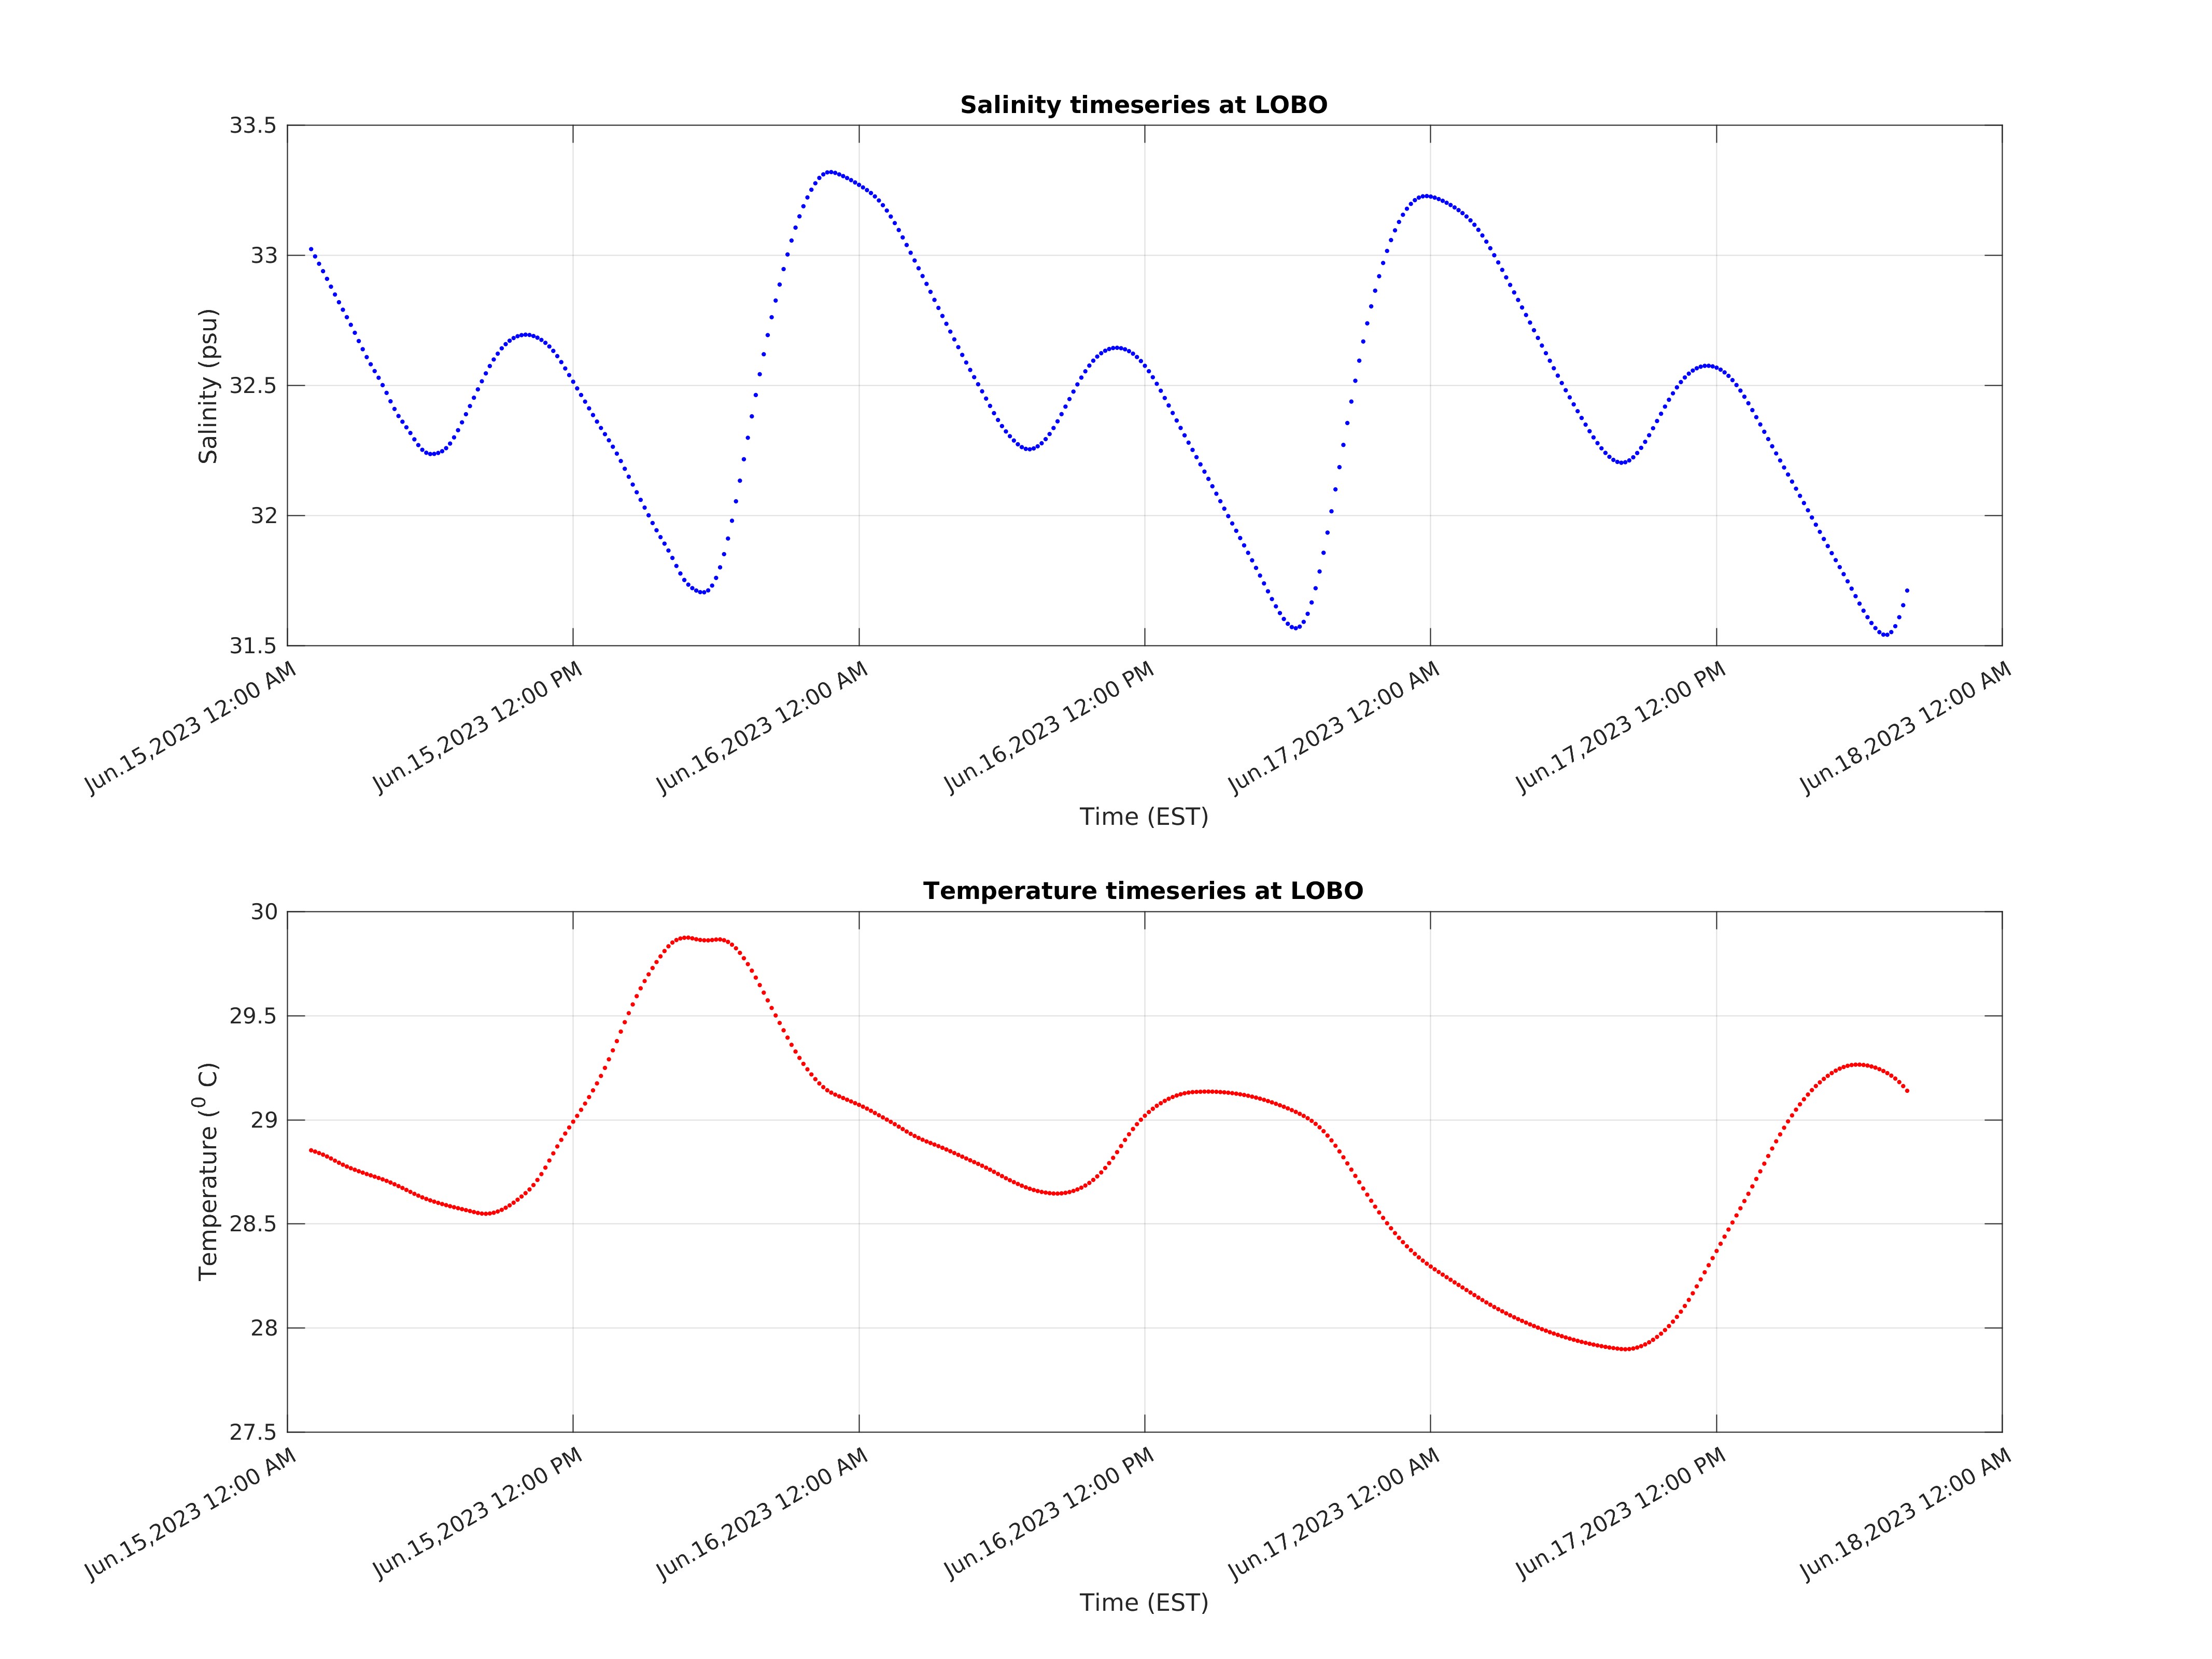 Salinity timeseries at LOBO
33.5
33
32.5
32
31.5
Salinity (psu)
Jun.15,2023 12:00 AM
Jun.15,2023 12:00 PM
Jun.16,2023 12:00 AM
Jun.16,2023 12:00 PM
Jun.17,2023 12:00 AM
Jun.17,2023 12:00 PM
Jun.18,2023 12:00 AM
Time (EST)
Temperature timeseries at LOBO
30
29.5
29
28.5
28
27.5
Temperature (⁰ C)
Jun.15,2023 12:00 AM
Jun.15,2023 12:00 PM
Jun.16,2023 12:00 AM
Jun.16,2023 12:00 PM
Jun.17,2023 12:00 AM
Jun.17,2023 12:00 PM
Jun.18,2023 12:00 AM
Time (EST)